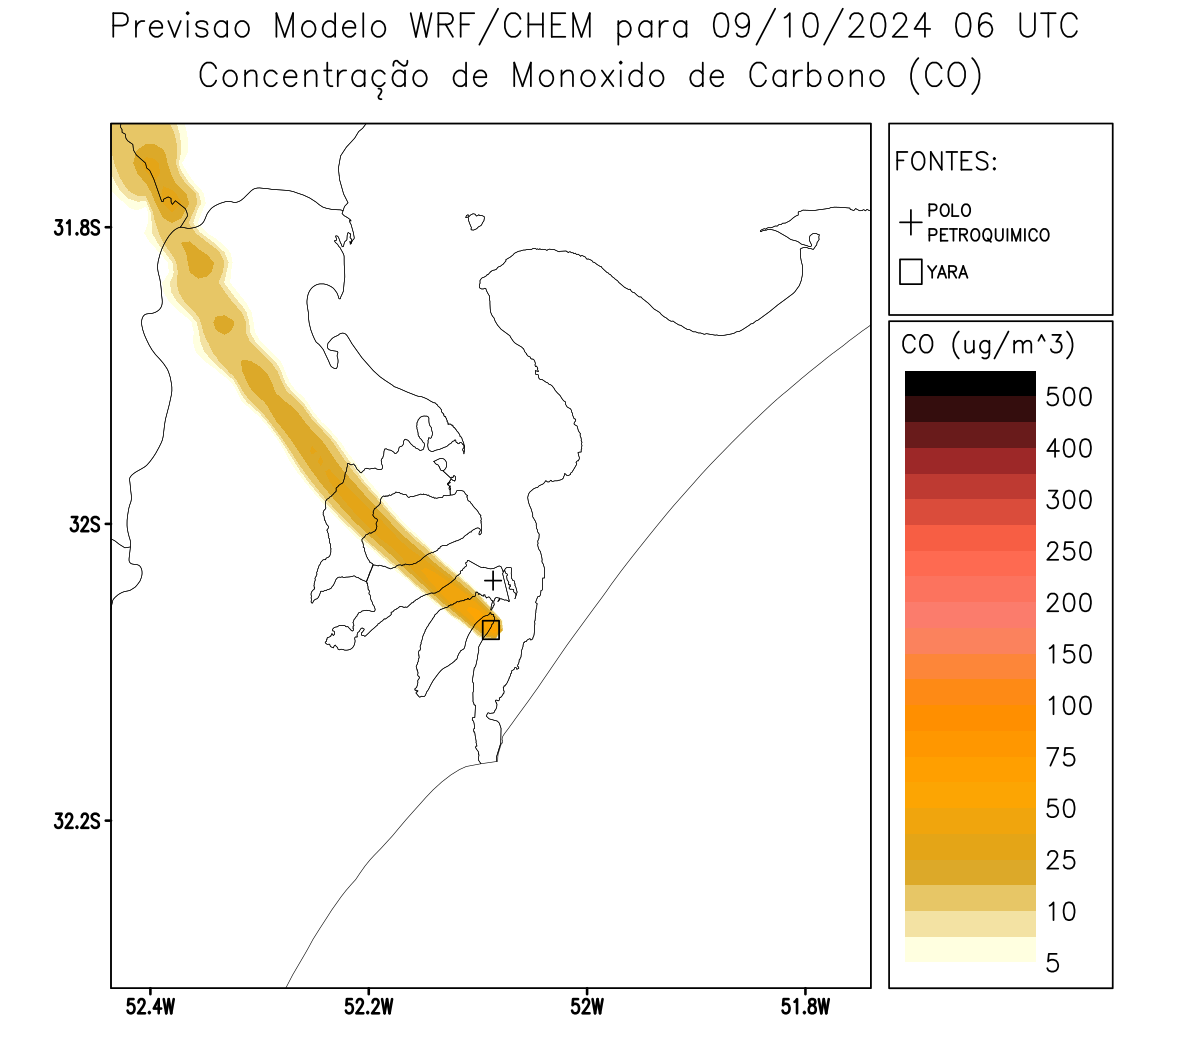 Previsao Modelo WRF/CHEM para 09/10/2024 06 UTC
Concentração de Monoxido de Carbono (CO)
FONTES:
POLO
PETROQUIMICO
YARA
CO (ug/m^3)
500
400
300
250
200
150
100
75
50
25
10
5
31.8S
32S
32.2S
52.4W
52.2W
52W
51.8W